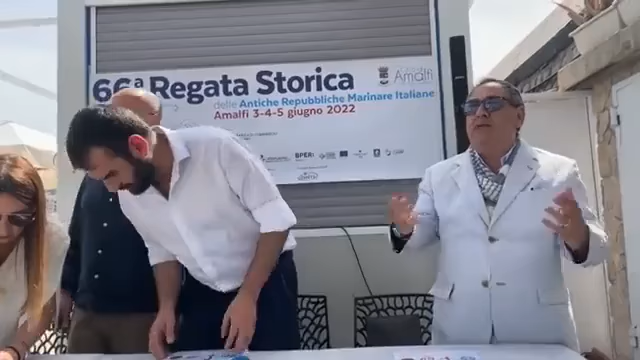 66ª Regata Storica
Amalfi
delle Antiche Repubbliche Marinare Italiane
Amalfi 3-4-5 giugno 2022
BPER: